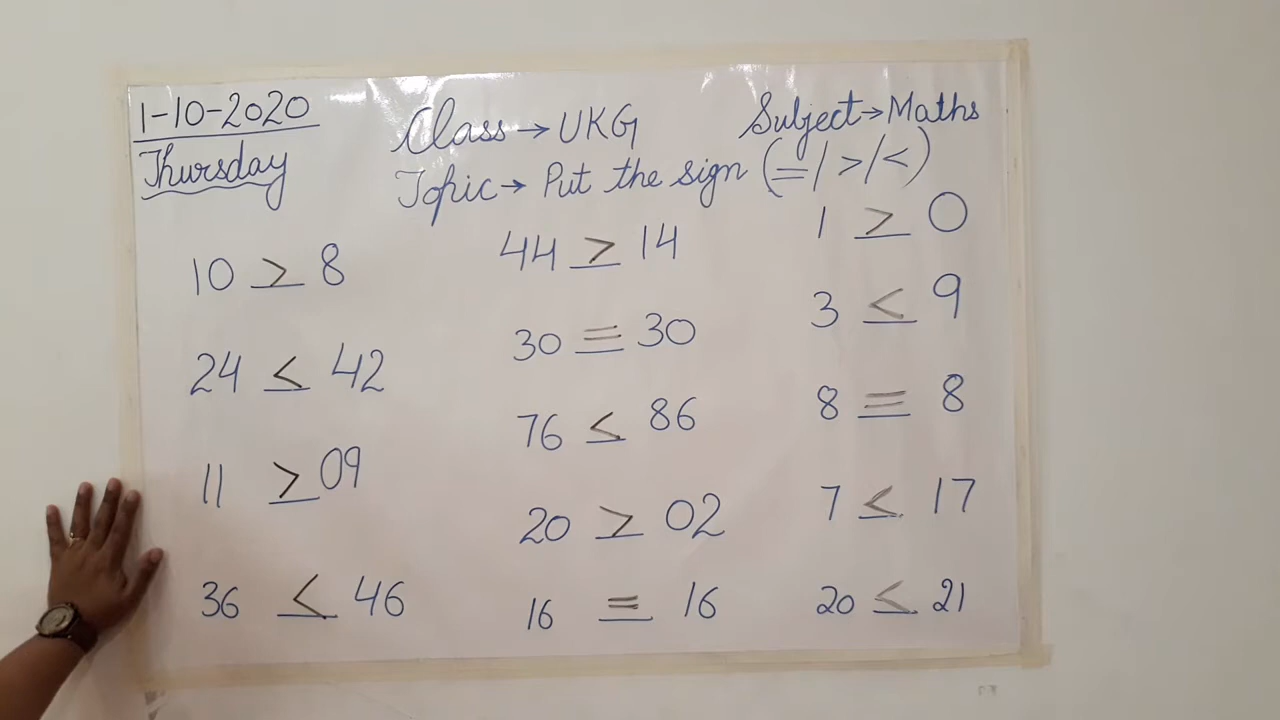 1-10-2020
Thursday
Class → UKG
Subject → Maths
Topic → Put the sign (=/>/<)
10 > 8
24 < 42
11 > 09
36 < 46
44 > 14
30 = 30
76 < 86
20 > 02
16 = 16
1 > 0
3 < 9
8 = 8
7 < 17
20 < 21